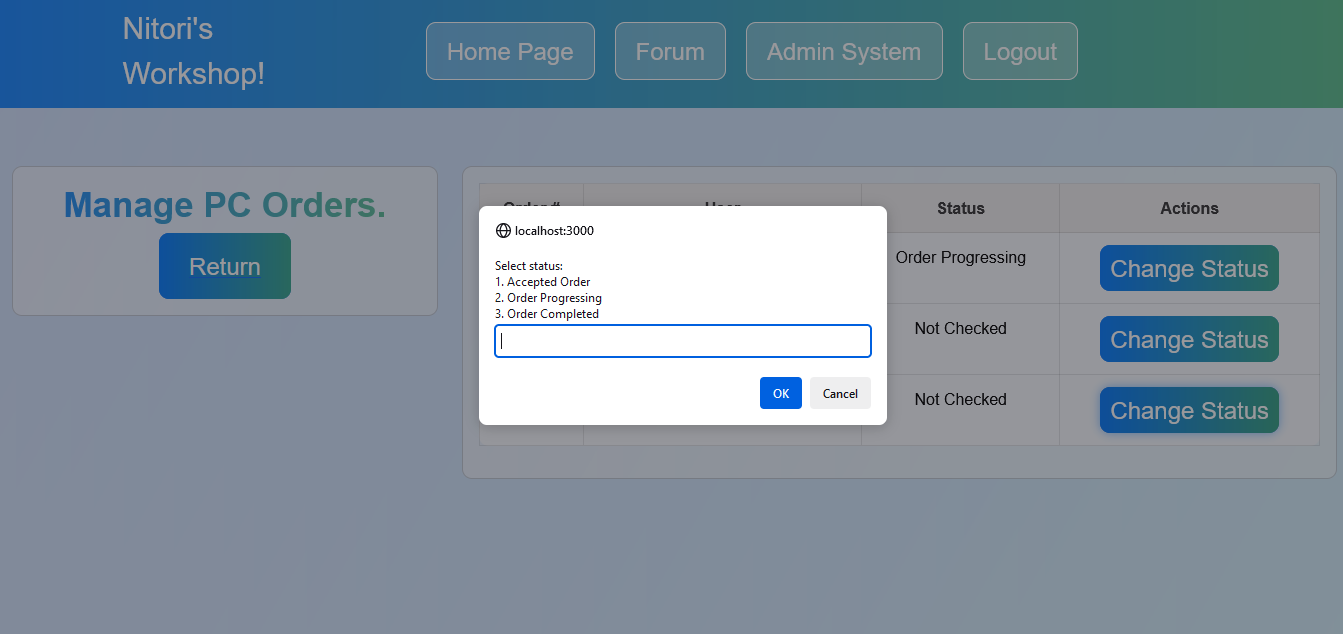 Nitori's
Workshop!
Home Page
Forum
Admin System
Logout
Manage PC Orders.
Return
Status
Actions
localhost:3000
Select status:
1. Accepted Order
2. Order Progressing
3. Order Completed
OK
Cancel
Order Progressing
Change Status
Not Checked
Change Status
Not Checked
Change Status